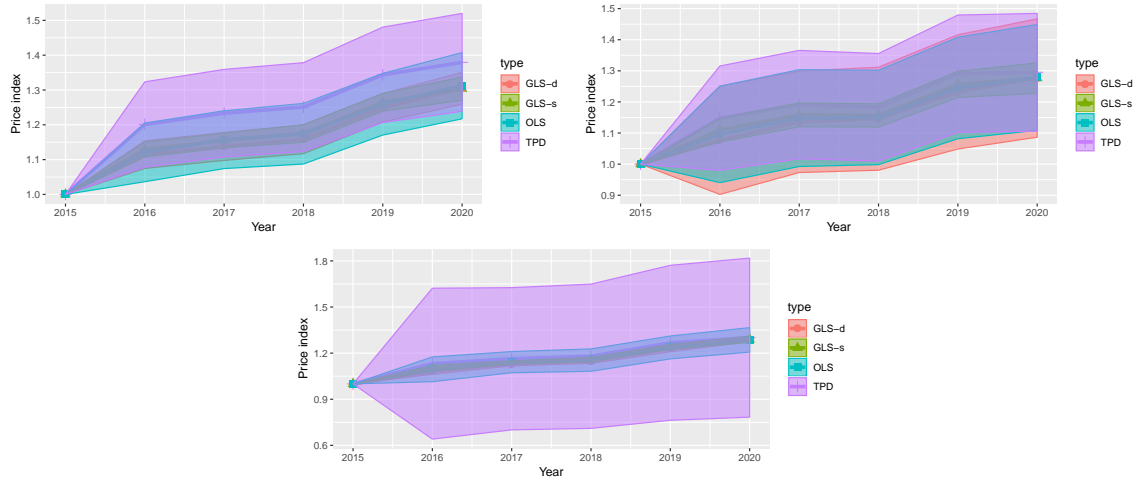 Price index
1.5
1.4
1.3
1.2
1.1
1.0
2015 2016 2017 2018 2019 2020
Year
type
GLS−d
GLS−s
OLS
TPD
Price index
1.5
1.4
1.3
1.2
1.1
1.0
0.9
2015 2016 2017 2018 2019 2020
Year
type
GLS−d
GLS−s
OLS
TPD
Price index
1.8
1.5
1.2
0.9
0.6
2015 2016 2017 2018 2019 2020
Year
type
GLS−d
GLS−s
OLS
TPD